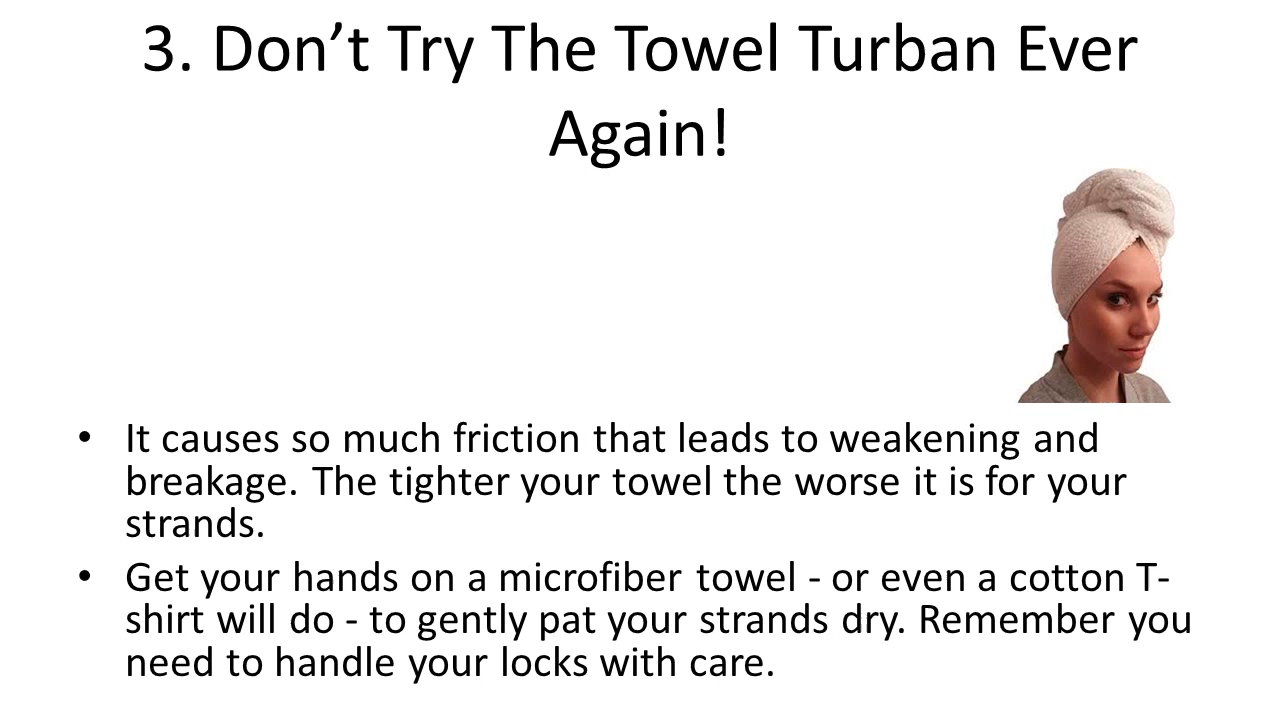 3. Don’t Try The Towel Turban Ever
Again!
• It causes so much friction that leads to weakening and
breakage. The tighter your towel the worse it is for your
strands.
• Get your hands on a microfiber towel - or even a cotton T-
shirt will do - to gently pat your strands dry. Remember you
need to handle your locks with care.